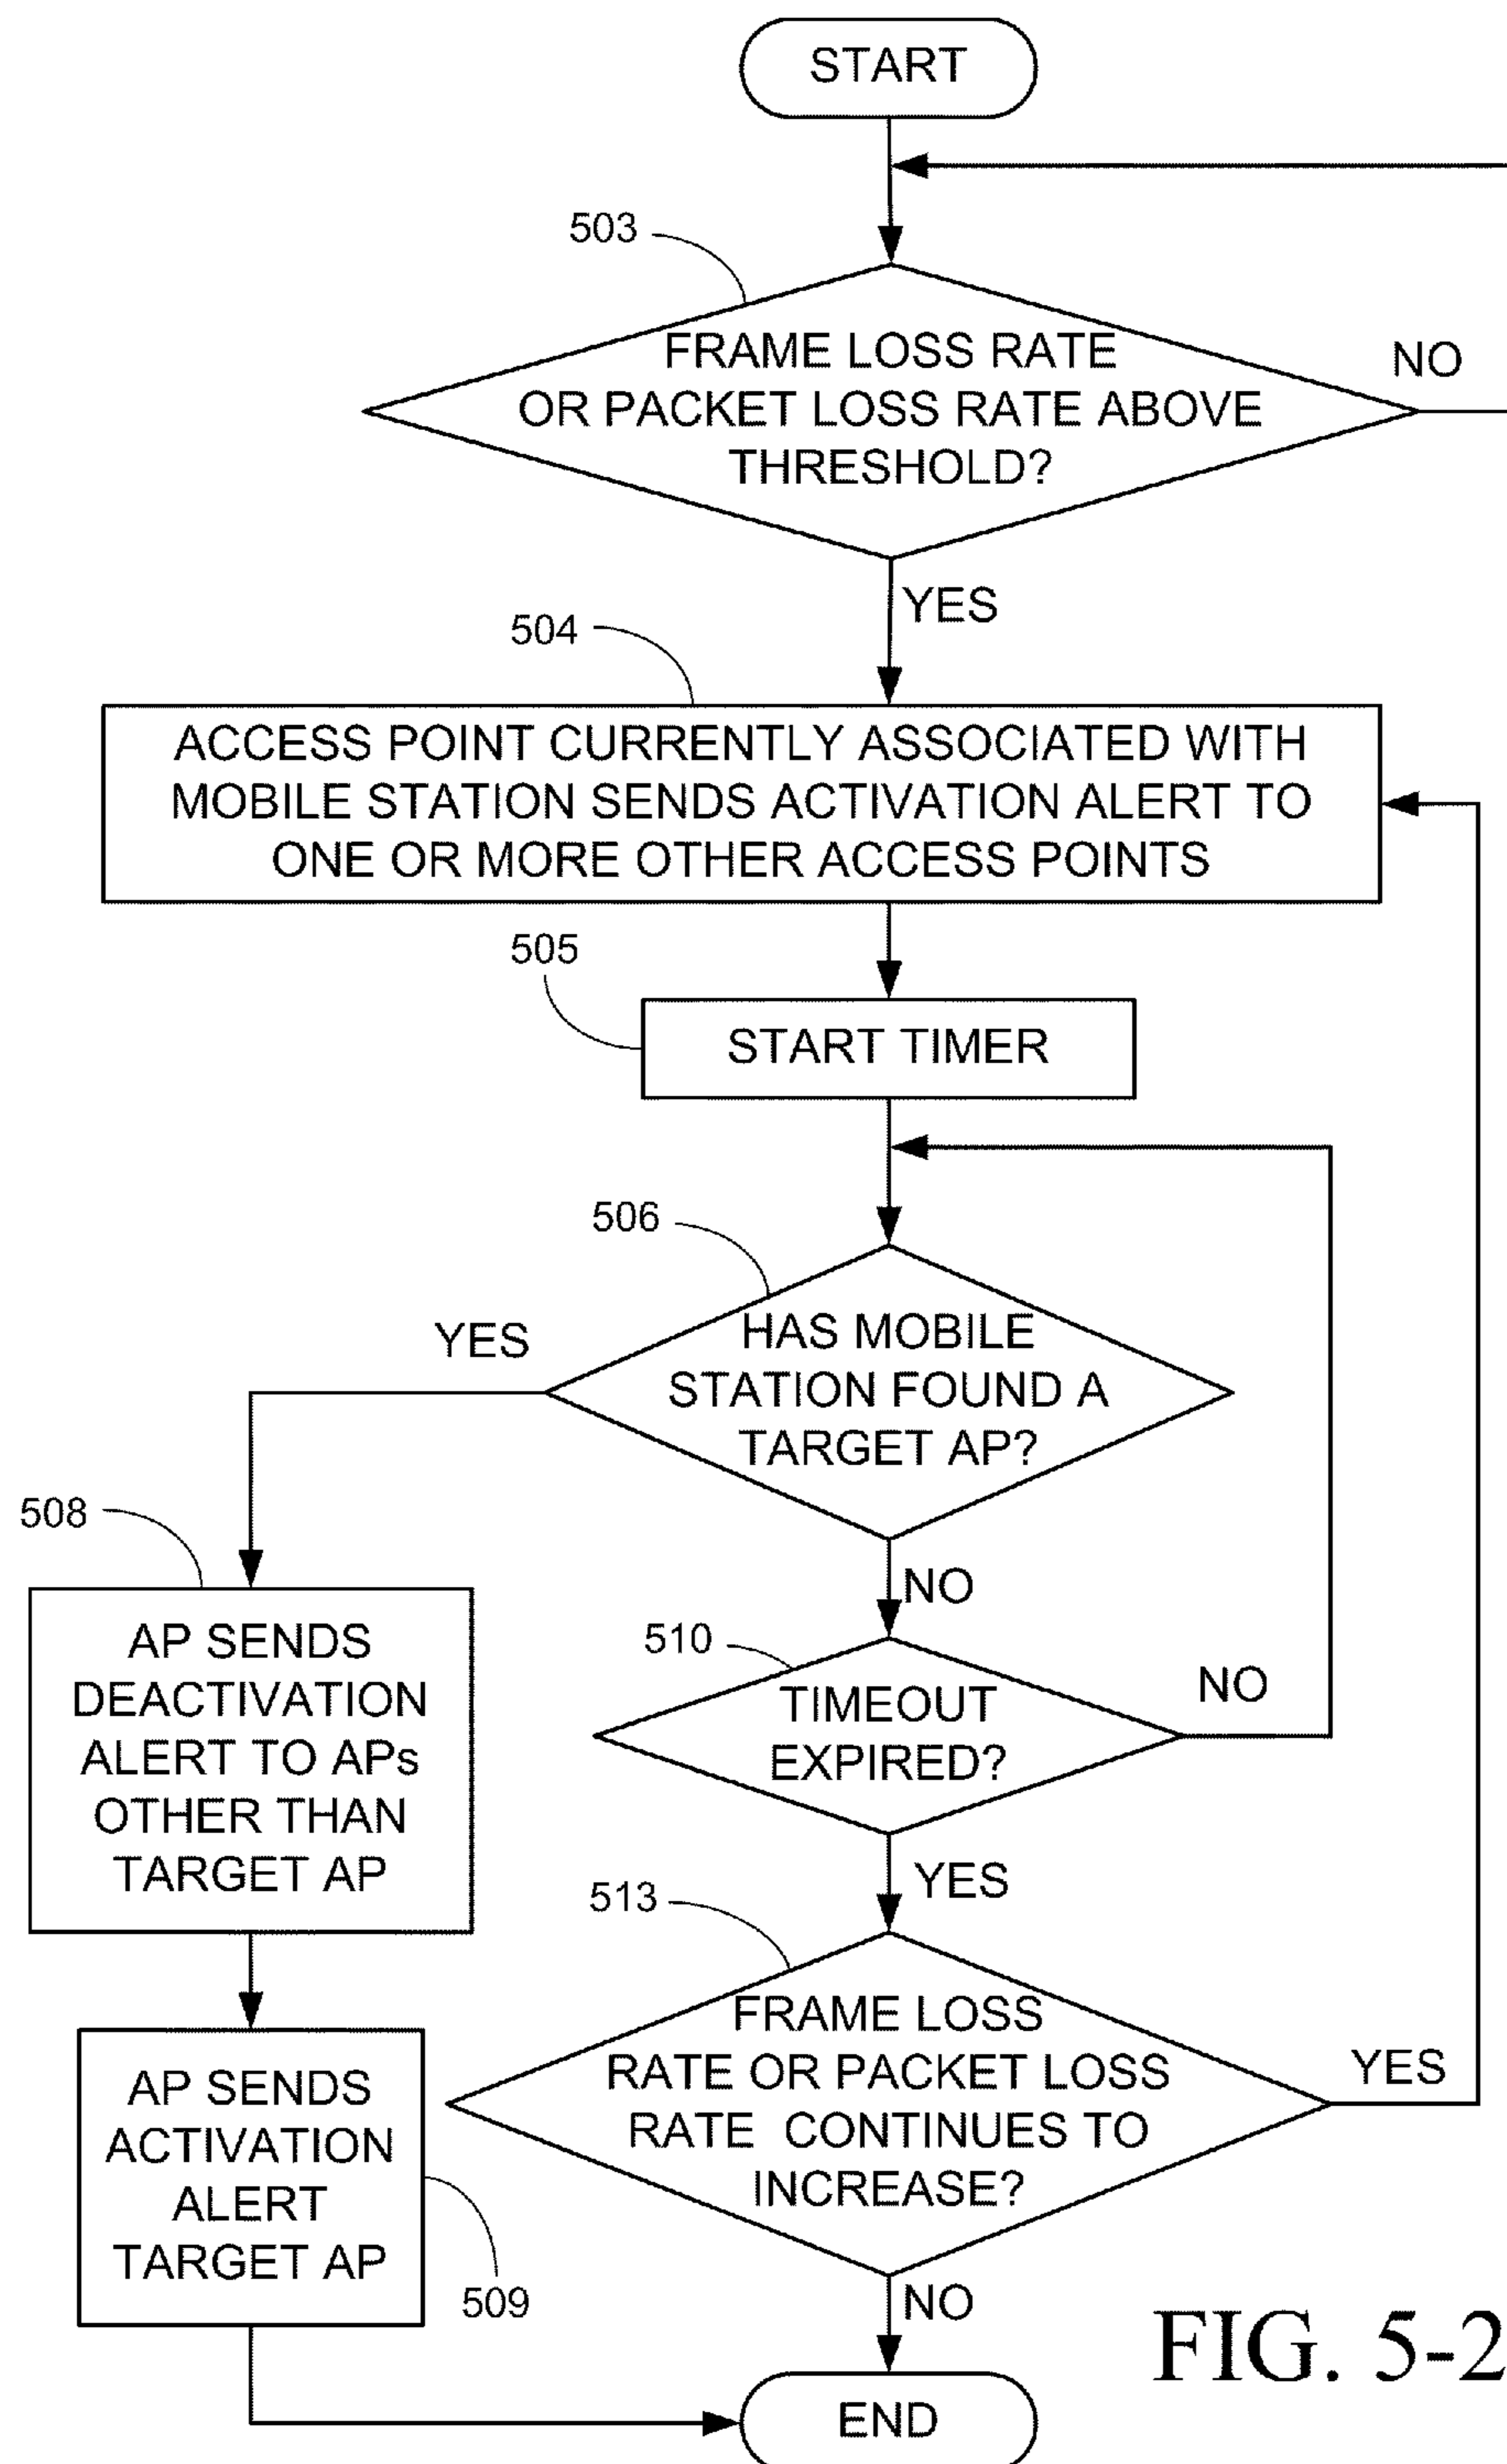 START
503
FRAME LOSS RATE
OR PACKET LOSS RATE ABOVE
THRESHOLD?
NO
YES
504
ACCESS POINT CURRENTLY ASSOCIATED WITH
MOBILE STATION SENDS ACTIVATION ALERT TO
ONE OR MORE OTHER ACCESS POINTS
505
START TIMER
506
HAS MOBILE
STATION FOUND A
TARGET AP?
YES
NO
508
AP SENDS
DEACTIVATION
ALERT TO APs
OTHER THAN
TARGET AP
510
TIMEOUT
EXPIRED?
NO
YES
513
FRAME LOSS
RATE OR PACKET LOSS
RATE CONTINUES TO
INCREASE?
YES
AP SENDS
ACTIVATION
ALERT
TARGET AP
509
NO
END
FIG. 5-2